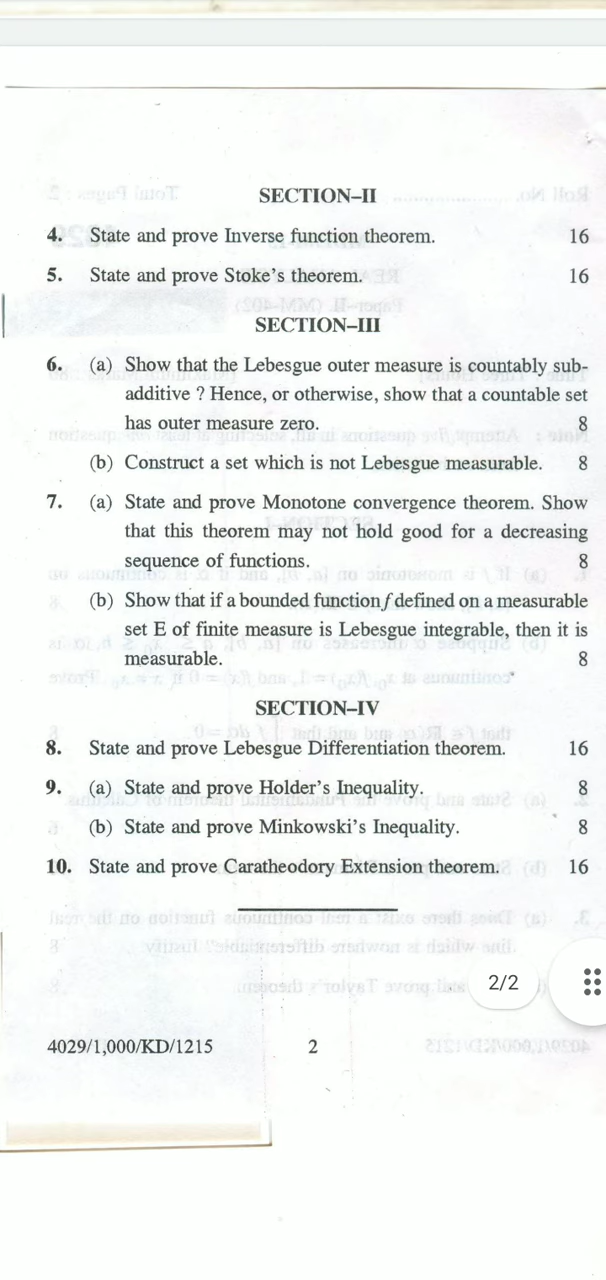 SECTION–II
4. State and prove Inverse function theorem. 16
5. State and prove Stoke's theorem. 16
SECTION–III
6. (a) Show that the Lebesgue outer measure is countably sub-
additive ? Hence, or otherwise, show that a countable set
has outer measure zero. 8
(b) Construct a set which is not Lebesgue measurable. 8
7. (a) State and prove Monotone convergence theorem. Show
that this theorem may not hold good for a decreasing
sequence of functions. 8
(b) Show that if a bounded function f defined on a measurable
set E of finite measure is Lebesgue integrable, then it is
measurable. 8
SECTION–IV
8. State and prove Lebesgue Differentiation theorem. 16
9. (a) State and prove Holder's Inequality. 8
(b) State and prove Minkowski's Inequality. 8
10. State and prove Caratheodory Extension theorem. 16
2/2
4029/1,000/KD/1215 2